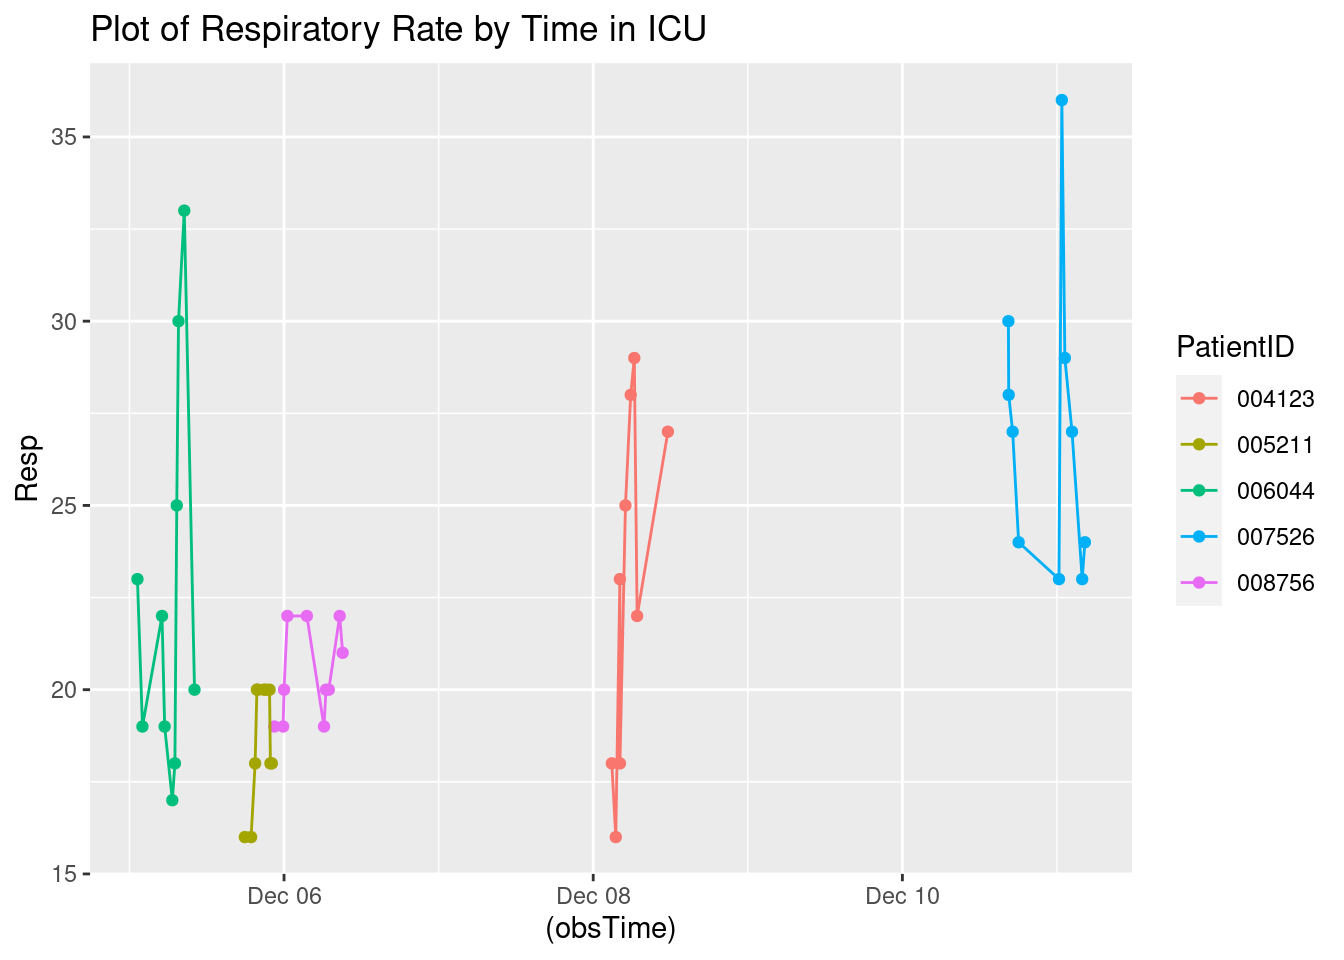 Plot of Respiratory Rate by Time in ICU
35
30
25
20
15
Resp
Dec 06
Dec 08
Dec 10
(obsTime)
PatientID
004123
005211
006044
007526
008756